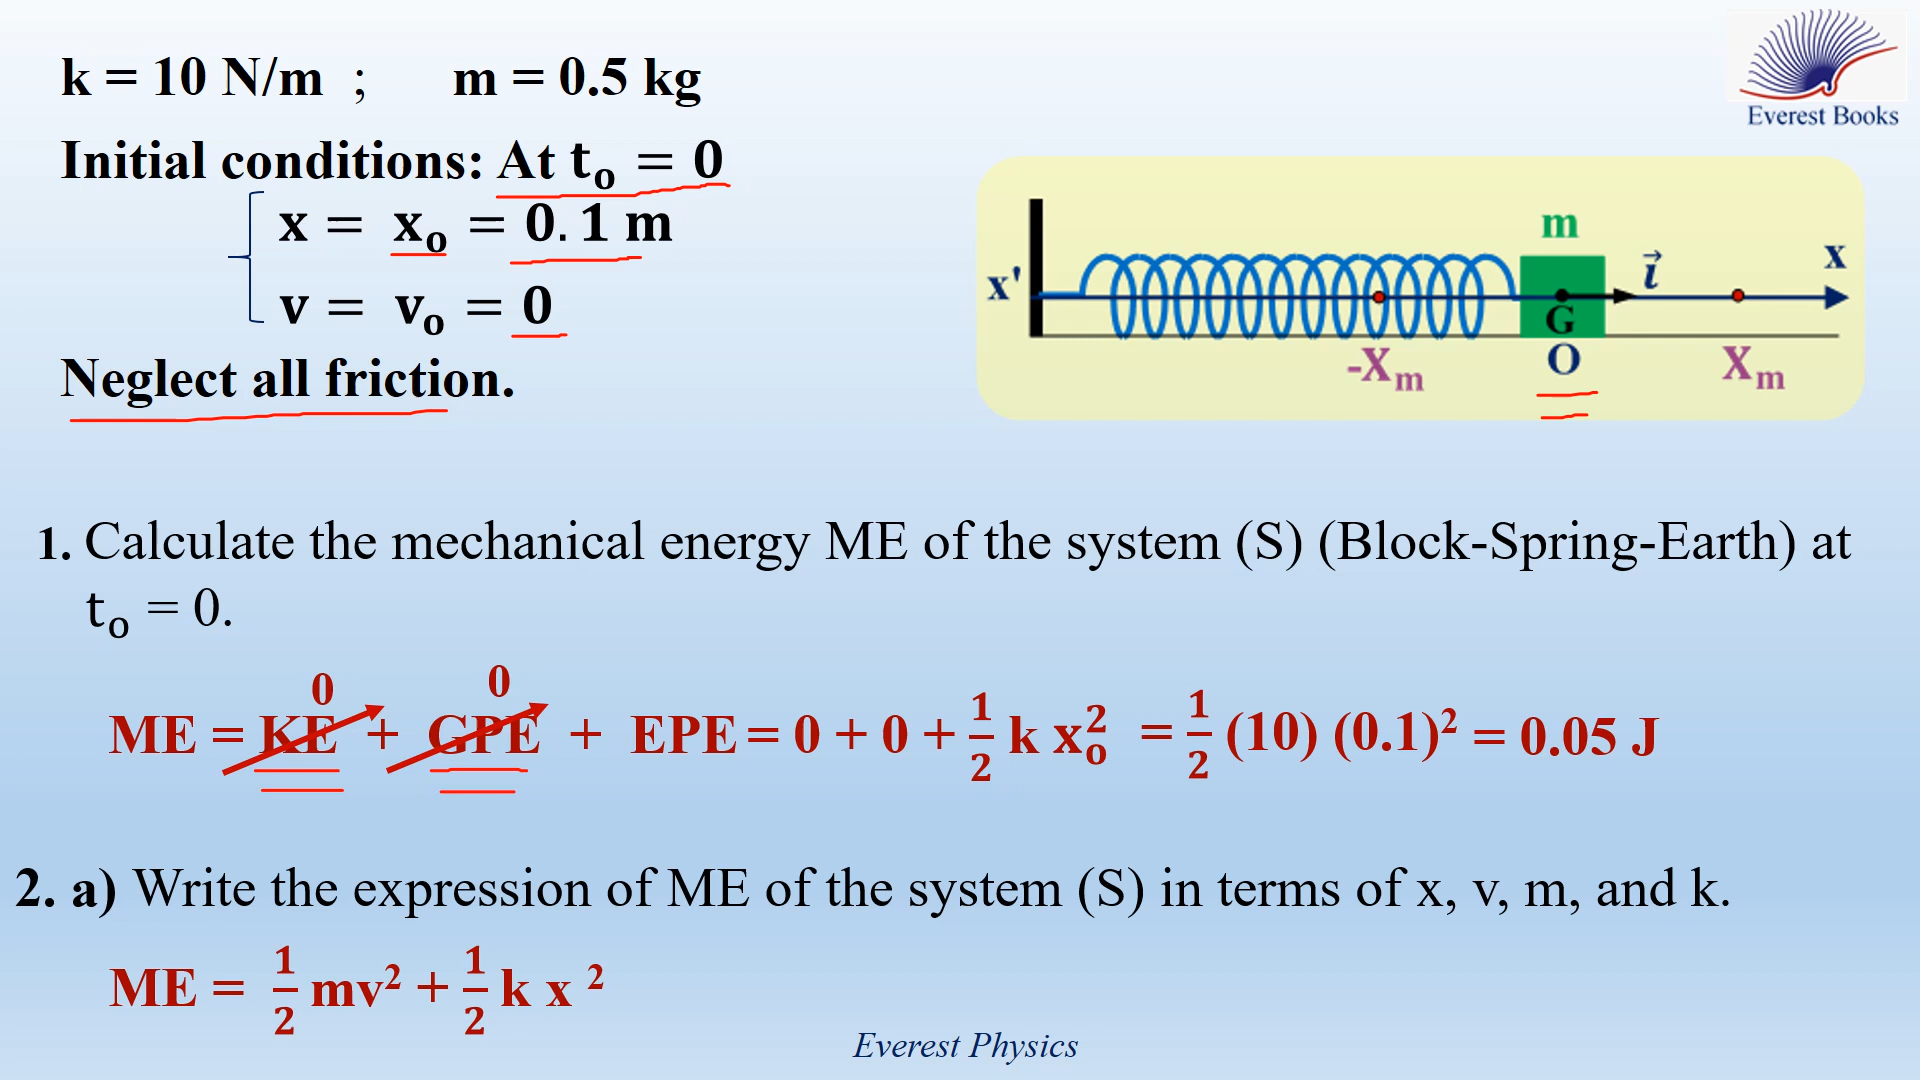 k = 10 N/m ; m = 0.5 kg
Everest Books
Initial conditions: At t₀ = 0
x = x₀ = 0.1 m
v = v₀ = 0
Neglect all friction.
m
x' i⃗ x
G
-Xₘ O Xₘ
1. Calculate the mechanical energy ME of the system (S) (Block-Spring-Earth) at
t₀ = 0.
0 0
ME = KE + GPE + EPE = 0 + 0 + 1/2 k x₀² = 1/2 (10) (0.1)² = 0.05 J
2. a) Write the expression of ME of the system (S) in terms of x, v, m, and k.
ME = 1/2 mv² + 1/2 k x ²
Everest Physics